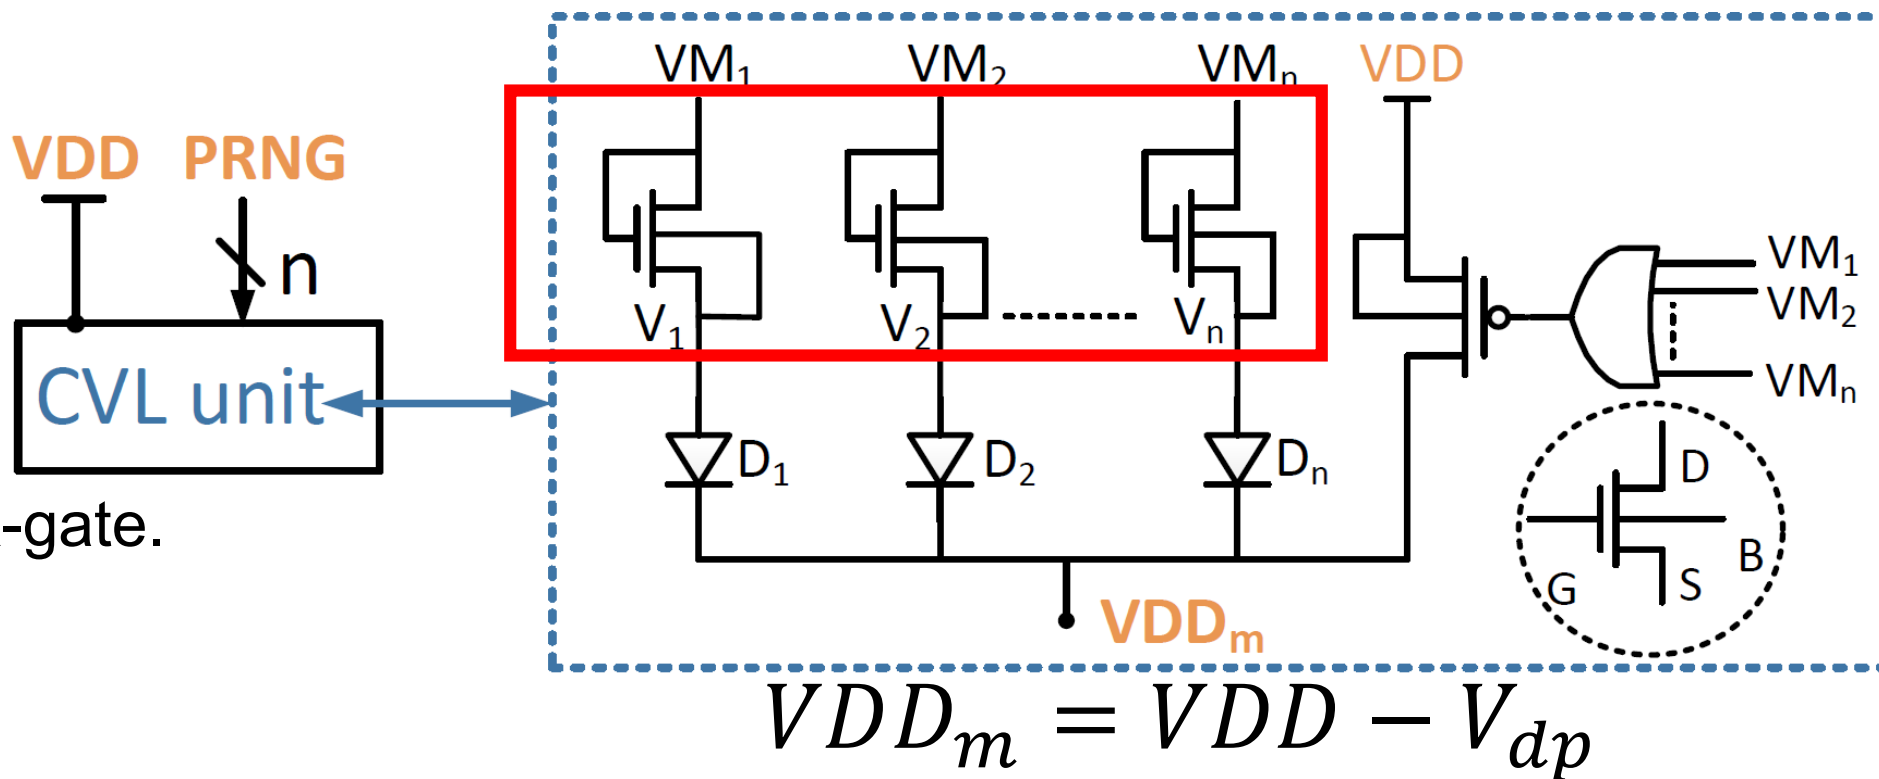 VM₁ VM₂ VMₙ VDD
VDD PRNG
n
VM₁
VM₂
VMₙ
V₁ V₂ Vₙ
CVL unit
D₁ D₂ Dₙ
D
B
G S
-gate.
VDDₘ
VDDₘ = VDD − V_dp